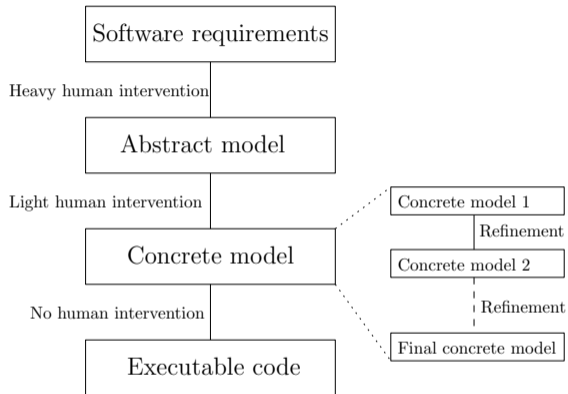 Software requirements
Heavy human intervention
Abstract model
Light human intervention
Concrete model
No human intervention
Executable code
Concrete model 1
Refinement
Concrete model 2
Refinement
Final concrete model